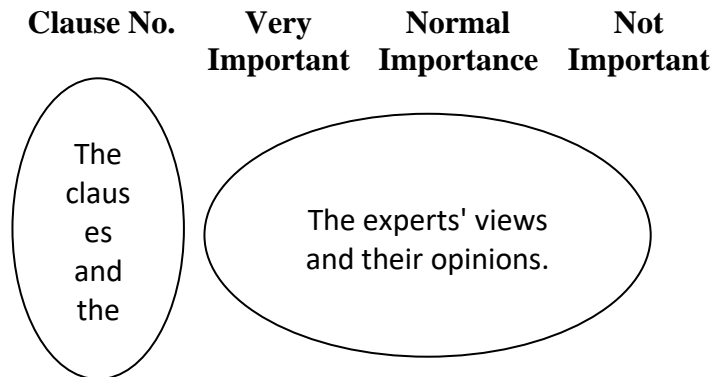 Clause No. Very Important Normal Importance Not Important
The
claus
es
and
the
The experts' views
and their opinions.